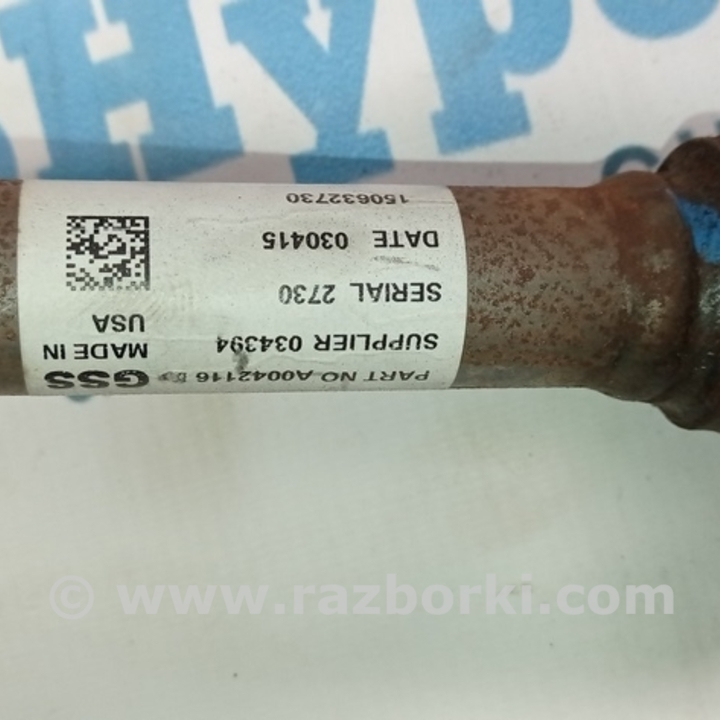 PART NO A0042116
SUPPLIER 034394
SERIAL 2730
DATE 030415
150632730
GSS
MADE IN
USA
© www.razborki.com